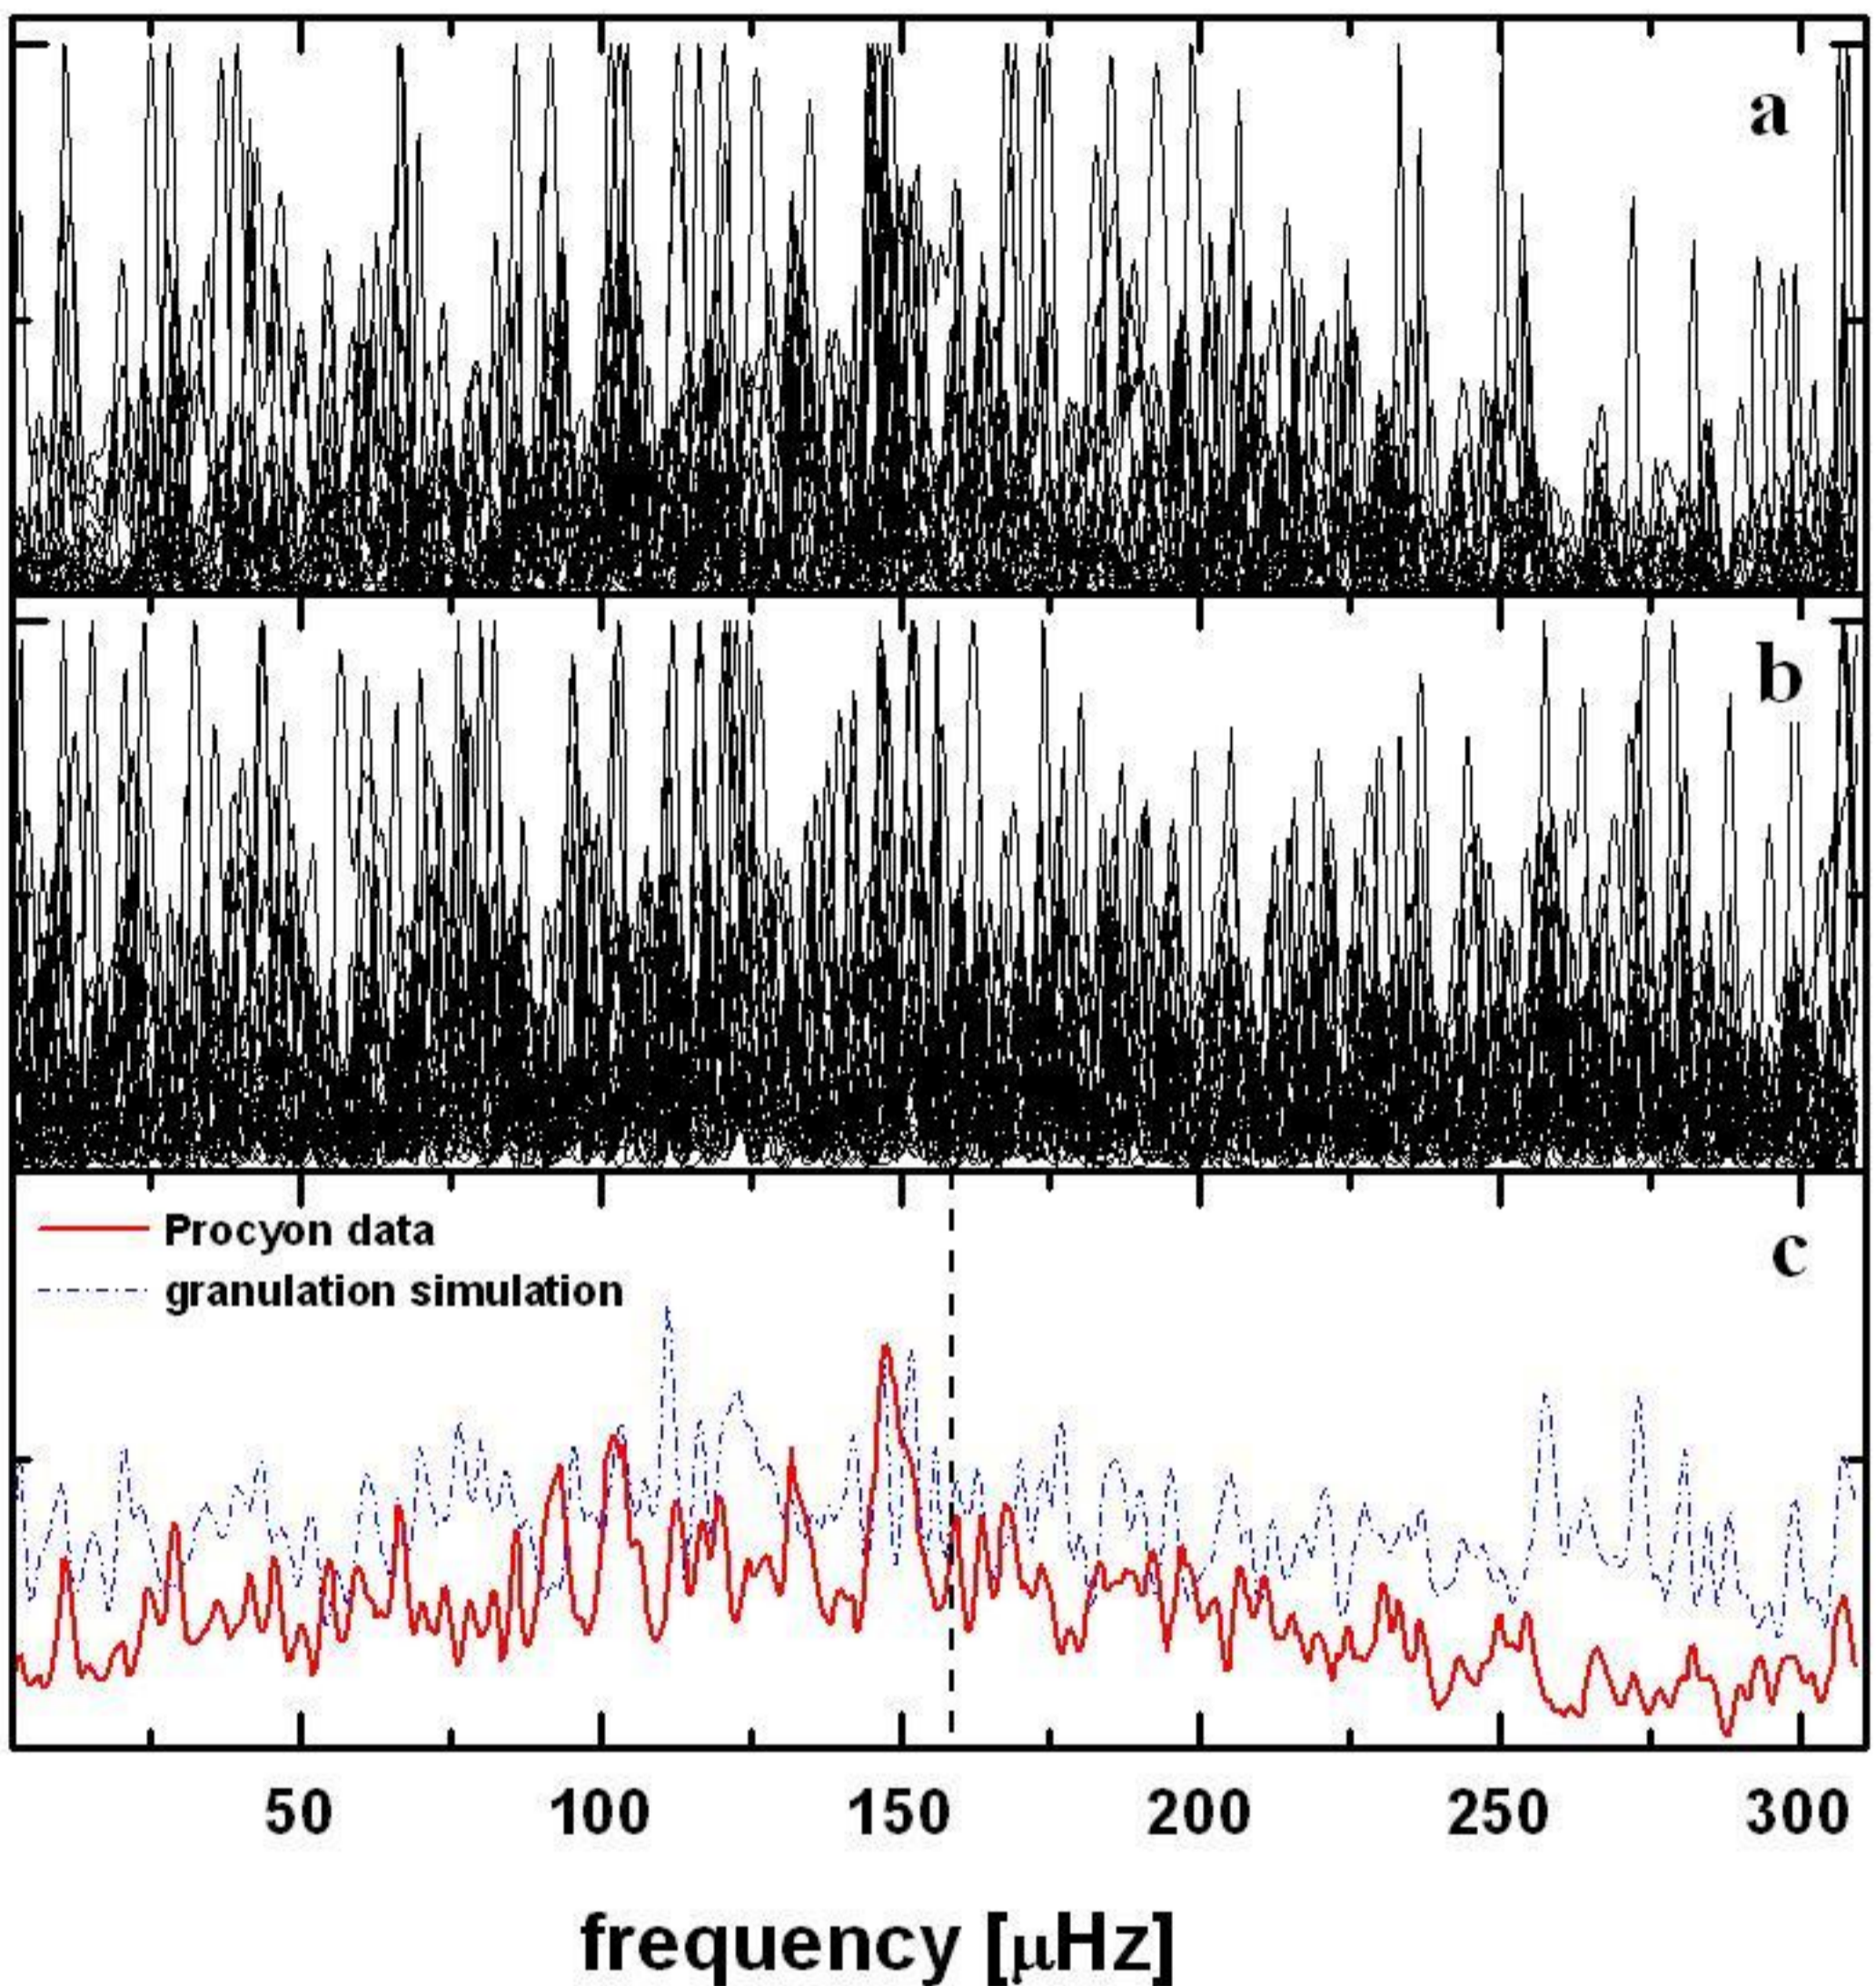 a
b
Procyon data
c
granulation simulation
50 100 150 200 250 300
frequency [μHz]